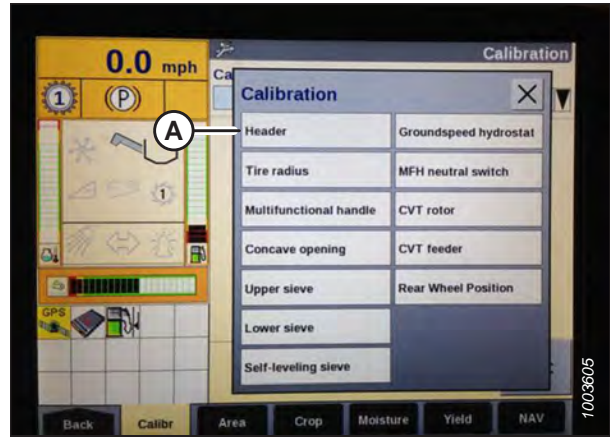 0.0 mph
Calibration
Ca
1
(P)
Calibration
X
A
Header
Groundspeed hydrostat
Tire radius
MFH neutral switch
Multifunctional handle
CVT rotor
Concave opening
CVT feeder
Upper sieve
Rear Wheel Position
Lower sieve
Self-leveling sieve
1
GPS
Back
Calibr
Area
Crop
Moisture
Yield
NAV
1003605